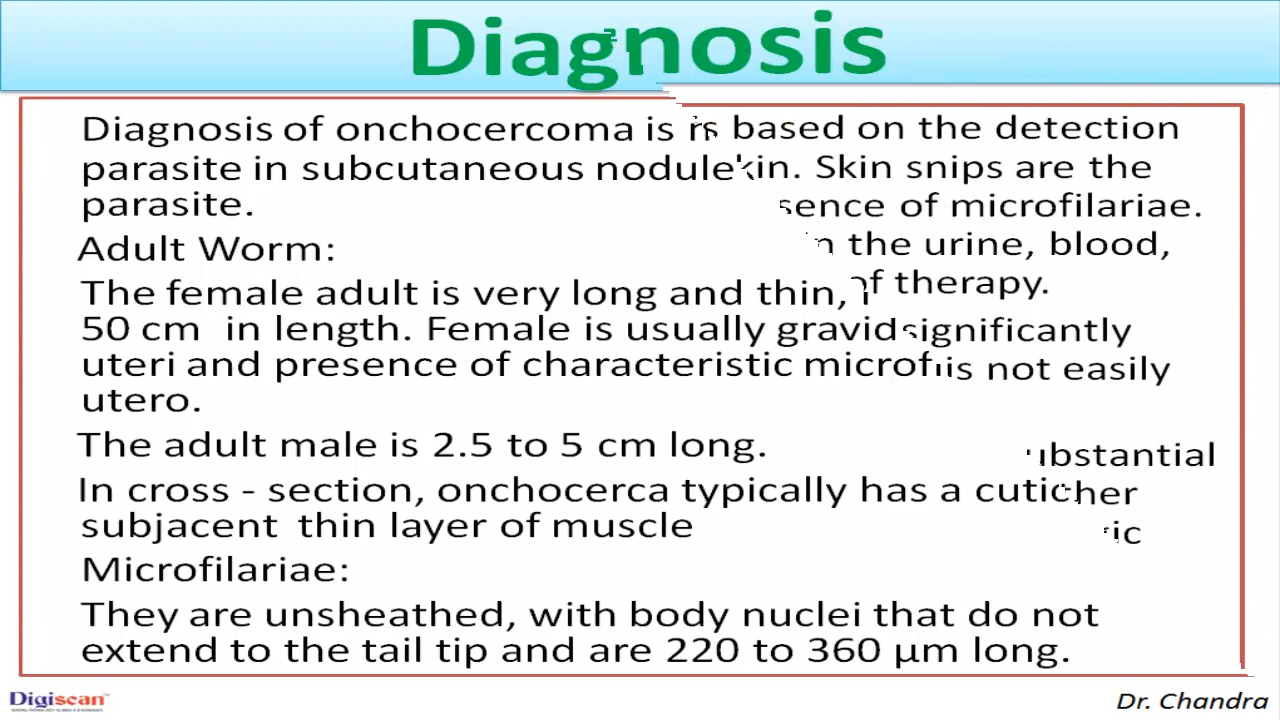 Diagnosis
Diagnosis of onchocercoma is based on the detection
parasite in subcutaneous nodule kin. Skin snips are the
parasite. sence of microfilariae.
Adult Worm: in the urine, blood,
The female adult is very long and thin, of therapy.
50 cm in length. Female is usually gravid significantly
uteri and presence of characteristic microf is not easily
utero.
The adult male is 2.5 to 5 cm long. ubstantial
In cross - section, onchocerca typically has a cutic her
subjacent thin layer of muscle ic
Microfilariae:
They are unsheathed, with body nuclei that do not
extend to the tail tip and are 220 to 360 µm long.
Digiscan
Dr. Chandra